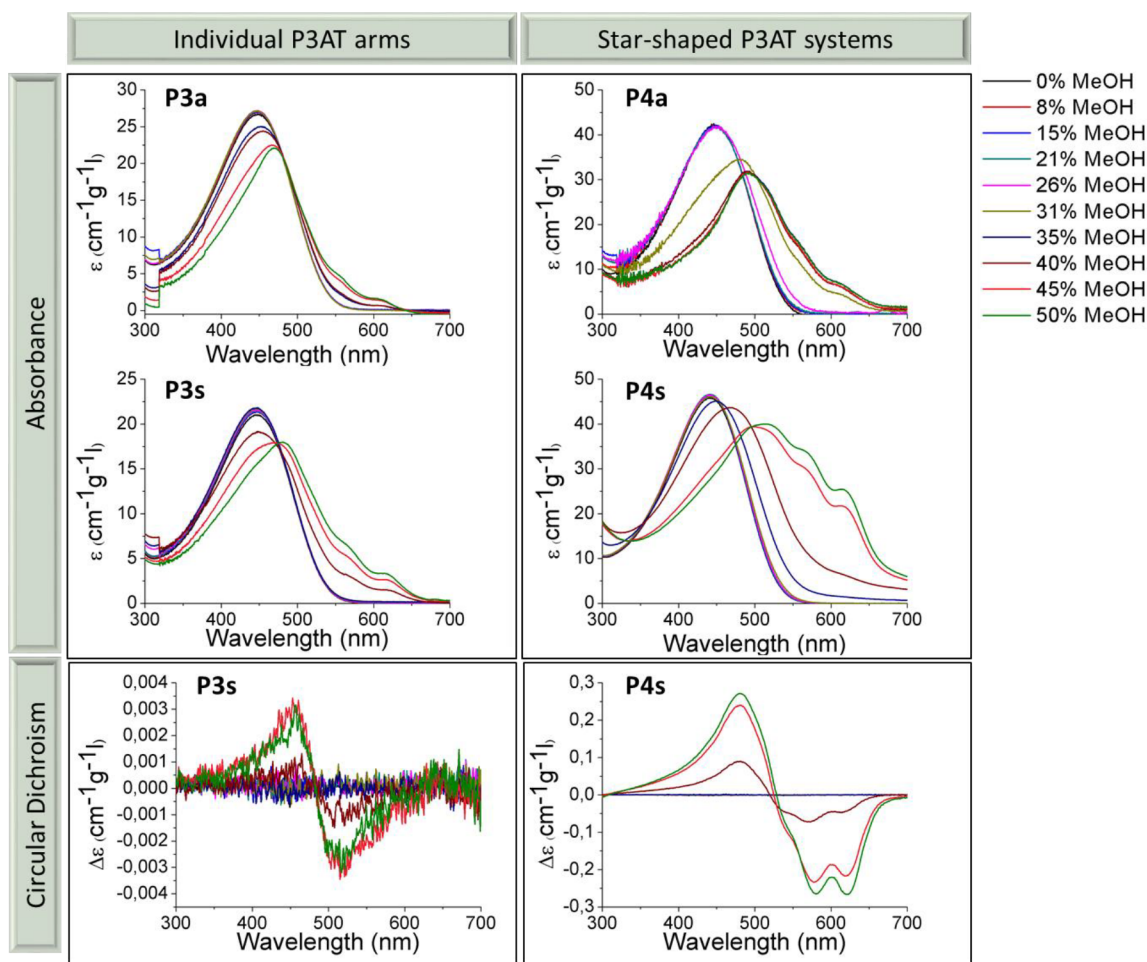 Individual P3AT arms
Star-shaped P3AT systems
Absorbance
P3a
30
25
20
15
10
5
0
ε (cm⁻¹g⁻¹l)
300 400 500 600 700
Wavelength (nm)
P4a
50
40
30
20
10
0
ε (cm⁻¹g⁻¹l)
300 400 500 600 700
Wavelength (nm)
0% MeOH
8% MeOH
15% MeOH
21% MeOH
26% MeOH
31% MeOH
35% MeOH
40% MeOH
45% MeOH
50% MeOH
P3s
25
20
15
10
5
0
ε (cm⁻¹g⁻¹l)
300 400 500 600 700
Wavelength (nm)
P4s
50
40
30
20
10
0
ε (cm⁻¹g⁻¹l)
300 400 500 600 700
Wavelength (nm)
Circular Dichroism
P3s
0,004
0,003
0,002
0,001
0,000
-0,001
-0,002
-0,003
-0,004
Δε (cm⁻¹g⁻¹l)
300 400 500 600 700
Wavelength (nm)
P4s
0,3
0,2
0,1
0,0
-0,1
-0,2
-0,3
Δε (cm⁻¹g⁻¹l)
300 400 500 600 700
Wavelength (nm)